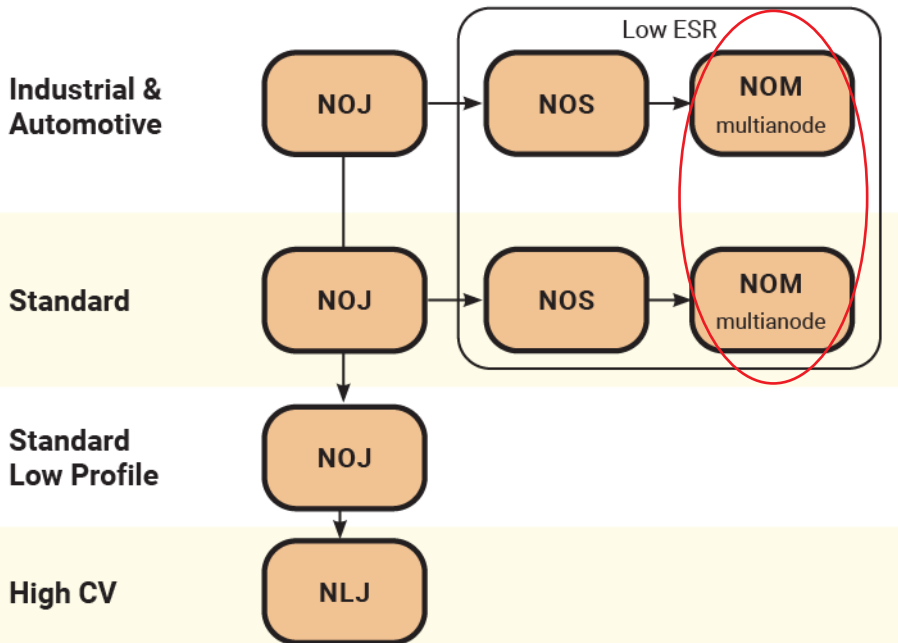 Low ESR
Industrial &
Automotive
NOJ
NOS
NOM
multianode
Standard
NOJ
NOS
NOM
multianode
Standard
Low Profile
NOJ
High CV
NLJ